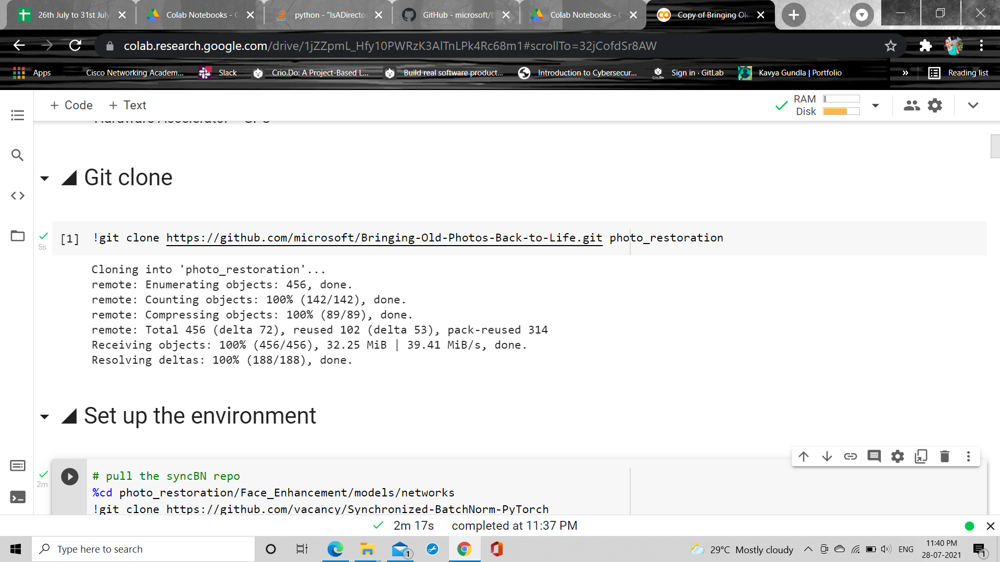 26th July to 31st July
Colab Notebooks - G
python - "IsADirector
GitHub - microsoft/B
Colab Notebooks - G
Copy of Bringing Old
colab.research.google.com/drive/1jZZpmL_Hfy10PWRzK3AlTnLPk4Rc68m1#scrollTo=32jCofdSr8AW
Apps
Cisco Networking Academ...
Slack
Crio.Do: A Project-Based L...
Build real software product...
Introduction to Cybersecur...
Crio.Do
Sign in · GitLab
Kavya Gundla | Portfolio
»
Reading list
+ Code
+ Text
RAM
Disk
Git clone
5s
[1] !git clone https://github.com/microsoft/Bringing-Old-Photos-Back-to-Life.git photo_restoration
Cloning into 'photo_restoration'...
remote: Enumerating objects: 456, done.
remote: Counting objects: 100% (142/142), done.
remote: Compressing objects: 100% (89/89), done.
remote: Total 456 (delta 72), reused 102 (delta 53), pack-reused 314
Receiving objects: 100% (456/456), 32.25 MiB | 39.41 MiB/s, done.
Resolving deltas: 100% (188/188), done.
Set up the environment
2m
# pull the syncBN repo
%cd photo_restoration/Face_Enhancement/models/networks
!git clone https://github.com/vacancy/Synchronized-BatchNorm-PyTorch
2m 17s completed at 11:37 PM
Type here to search
1
29°C Mostly cloudy
ENG
11:40 PM
28-07-2021
1